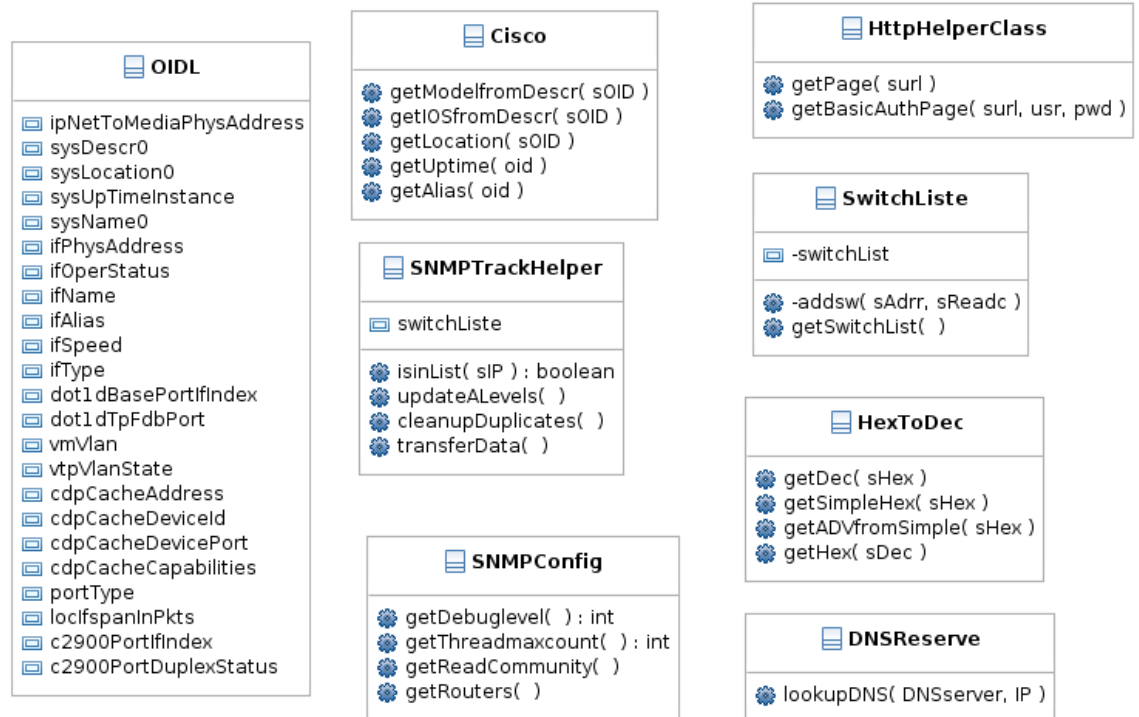 OIDL
ipNetToMediaPhysAddress
sysDescr0
sysLocation0
sysUpTimeInstance
sysName0
ifPhysAddress
ifOperStatus
ifName
ifAlias
ifSpeed
ifType
dot1dBasePortIfIndex
dot1dTpFdbPort
vmVlan
vtpVlanState
cdpCacheAddress
cdpCacheDeviceId
cdpCacheDevicePort
cdpCacheCapabilities
portType
locIfspanInPkts
c2900PortIfIndex
c2900PortDuplexStatus
Cisco
getModelfromDescr( sOID )
getIOSfromDescr( sOID )
getLocation( sOID )
getUptime( oid )
getAlias( oid )
SNMPTrackHelper
switchListe
isinList( sIP ) : boolean
updateALevels(  )
cleanupDuplicates(  )
transferData(  )
SNMPConfig
getDebuglevel(  ) : int
getThreadmaxcount(  ) : int
getReadCommunity(  )
getRouters(  )
HttpHelperClass
getPage( surl )
getBasicAuthPage( surl, usr, pwd )
SwitchListe
-switchList
-addsw( sAdrr, sReadc )
getSwitchList(  )
HexToDec
getDec( sHex )
getSimpleHex( sHex )
getADVfromSimple( sHex )
getHex( sDec )
DNSReserve
lookupDNS( DNSserver, IP )